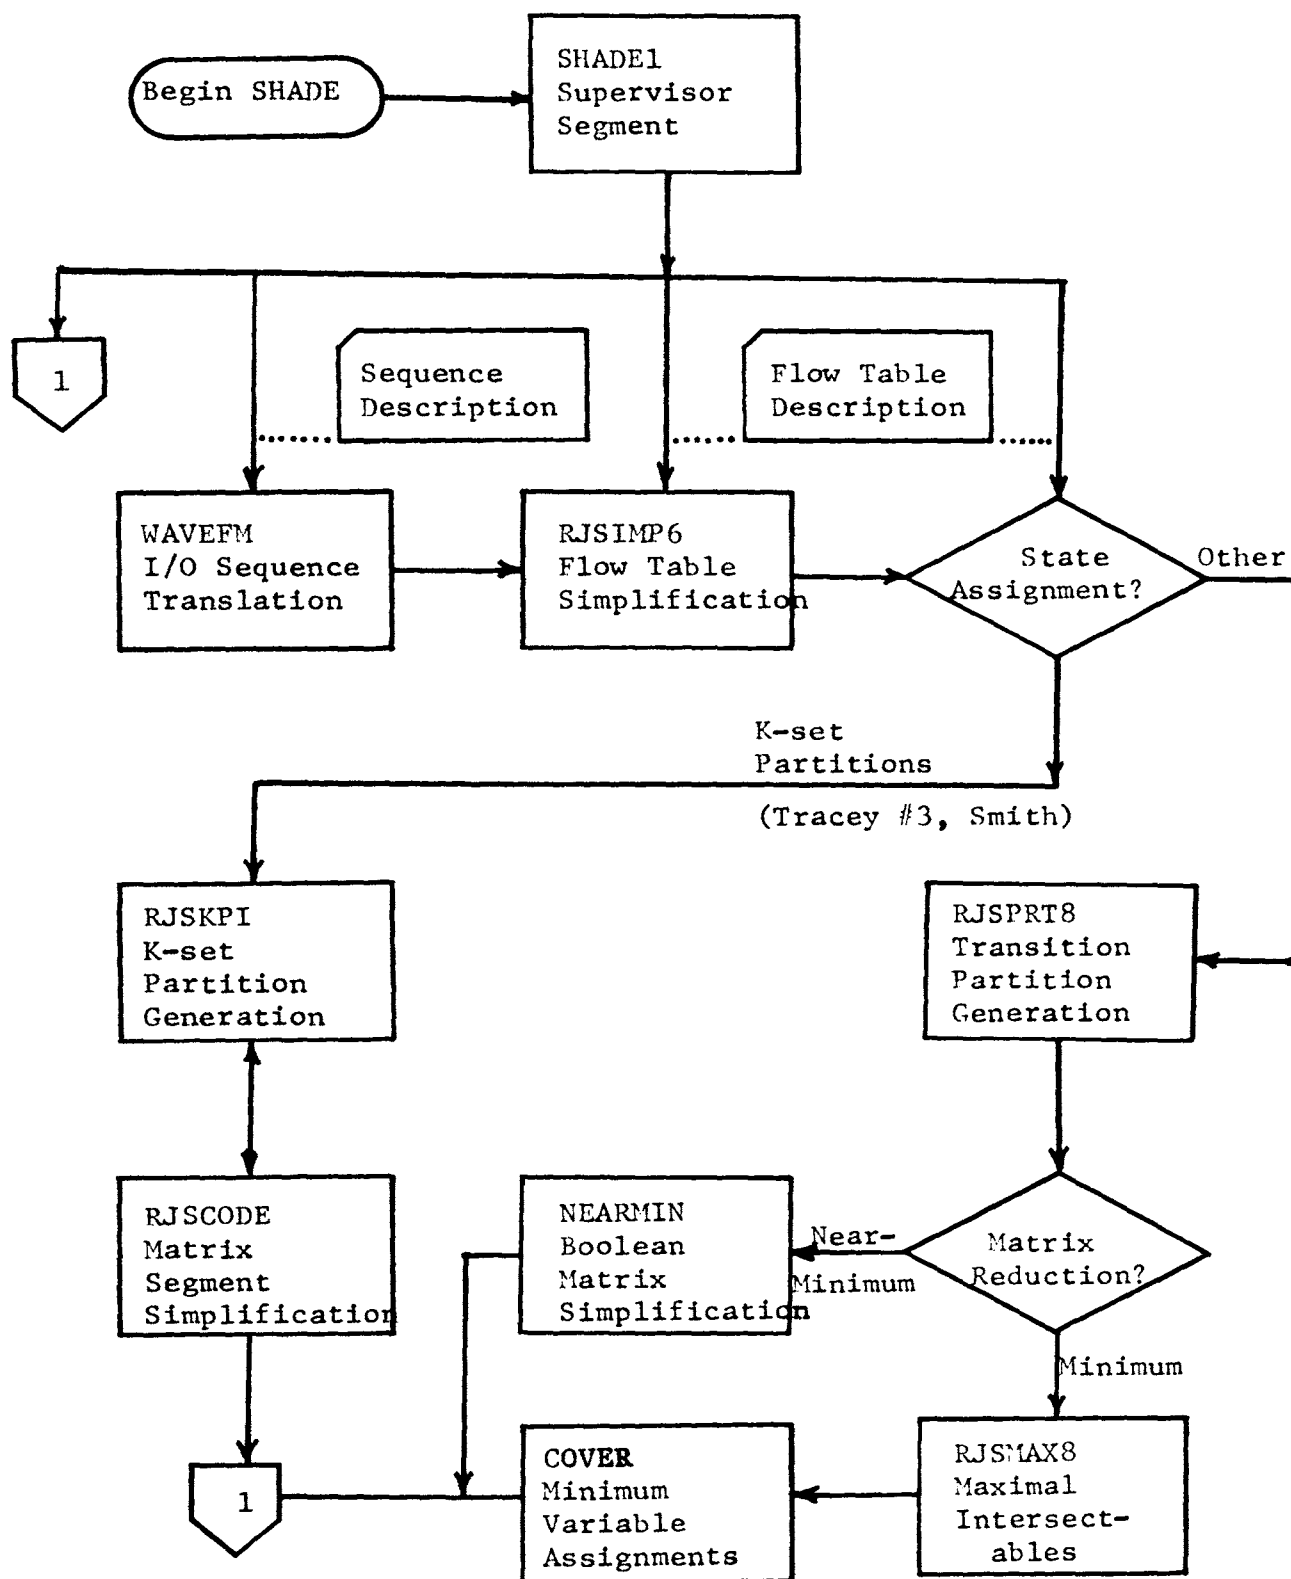 Begin SHADE
SHADE1
Supervisor
Segment
1
Sequence
Description
Flow Table
Description
WAVEFM
I/O Sequence
Translation
RJSIMP6
Flow Table
Simplification
State
Assignment?
Other
K-set
Partitions
(Tracey #3, Smith)
RJSKPI
K-set
Partition
Generation
RJSPRT8
Transition
Partition
Generation
RJSCODE
Matrix
Segment
Simplification
NEARMIN
Boolean
Matrix
Simplification
Near-
Minimum
Matrix
Reduction?
Minimum
1
COVER
Minimum
Variable
Assignments
RJSMAX8
Maximal
Intersect-
ables